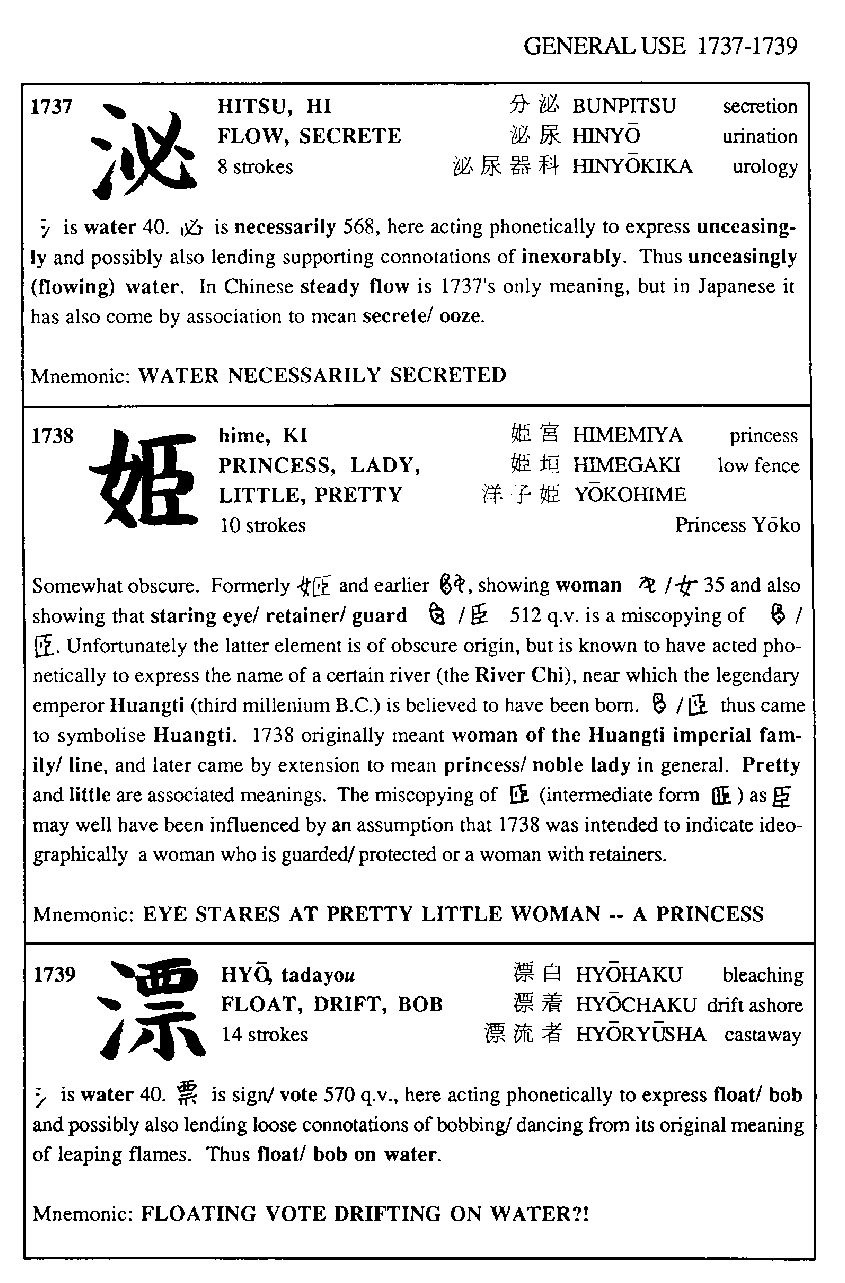 GENERAL USE 1737-1739
1737 泌 HITSU, HI 分泌 BUNPITSU secretion
FLOW, SECRETE 泌尿 HINYŌ urination
8 strokes 泌尿器科 HINYŌKIKA urology
氵 is water 40. 必 is necessarily 568, here acting phonetically to express unceasing-
ly and possibly also lending supporting connotations of inexorably. Thus unceasingly
(flowing) water. In Chinese steady flow is 1737's only meaning, but in Japanese it
has also come by association to mean secrete/ ooze.
Mnemonic: WATER NECESSARILY SECRETED
1738 姫 hime, KI 姫宮 HIMEMIYA princess
PRINCESS, LADY, 姫垣 HIMEGAKI low fence
LITTLE, PRETTY 洋子姫 YŌKOHIME
10 strokes Princess Yōko
Somewhat obscure. Formerly 姬 and earlier , showing woman /女 35 and also
showing that staring eye/ retainer/ guard /臣 512 q.v. is a miscopying of /
𦣞. Unfortunately the latter element is of obscure origin, but is known to have acted pho-
netically to express the name of a certain river (the River Chi), near which the legendary
emperor Huangti (third millenium B.C.) is believed to have been born. /𦣞 thus came
to symbolise Huangti. 1738 originally meant woman of the Huangti imperial fam-
ily/ line, and later came by extension to mean princess/ noble lady in general. Pretty
and little are associated meanings. The miscopying of 𦣞 (intermediate form ) as 臣
may well have been influenced by an assumption that 1738 was intended to indicate ideo-
graphically a woman who is guarded/ protected or a woman with retainers.
Mnemonic: EYE STARES AT PRETTY LITTLE WOMAN -- A PRINCESS
1739 漂 HYŌ, tadayou 漂白 HYŌHAKU bleaching
FLOAT, DRIFT, BOB 漂着 HYŌCHAKU drift ashore
14 strokes 漂流者 HYŌRYŪSHA castaway
氵 is water 40. 票 is sign/ vote 570 q.v., here acting phonetically to express float/ bob
and possibly also lending loose connotations of bobbing/ dancing from its original meaning
of leaping flames. Thus float/ bob on water.
Mnemonic: FLOATING VOTE DRIFTING ON WATER?!